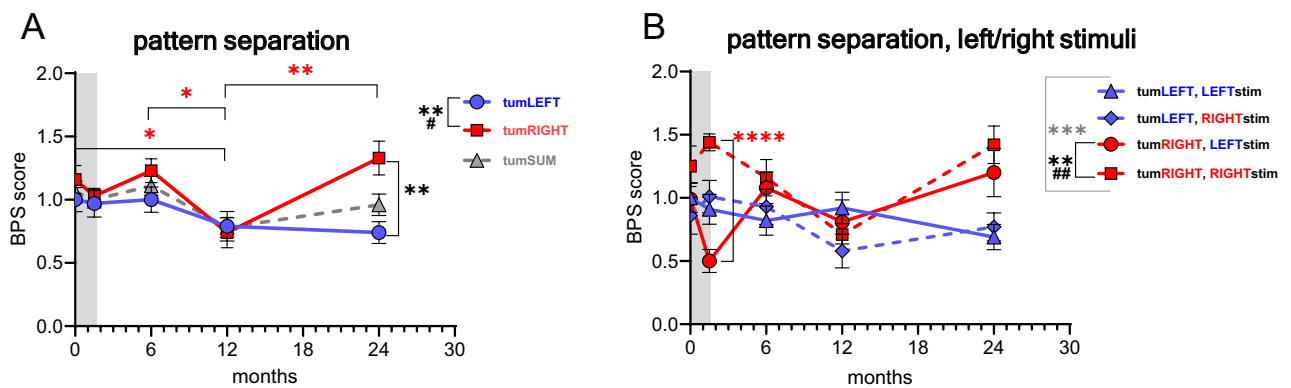 A
pattern separation
2.0
1.5
1.0
0.5
0.0
BPS score
0
6
12
24
30
months
*
*
**
**
**
#
tumLEFT
tumRIGHT
tumSUM
B
pattern separation, left/right stimuli
2.0
1.5
1.0
0.5
0.0
BPS score
0
6
12
24
30
months
****
***
**
##
tumLEFT, LEFTstim
tumLEFT, RIGHTstim
tumRIGHT, LEFTstim
tumRIGHT, RIGHTstim